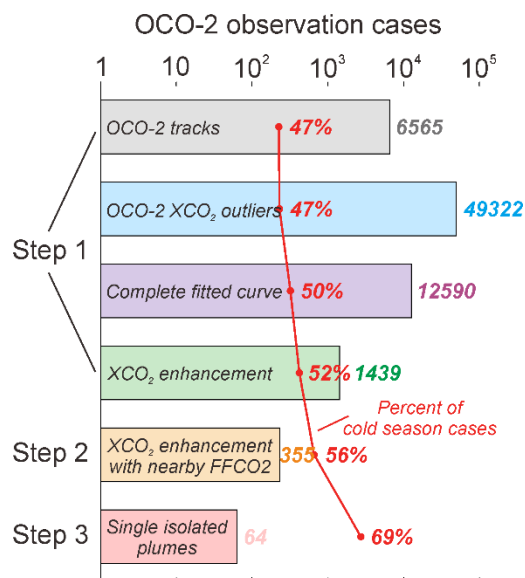 OCO-2 observation cases
1 10 10² 10³ 10⁴ 10⁵
OCO-2 tracks 47% 6565
OCO-2 XCO₂ outliers 47% 49322
Step 1
Complete fitted curve 50% 12590
XCO₂ enhancement 52% 1439
Percent of
cold season cases
Step 2
XCO₂ enhancement
with nearby FFCO2
355 56%
Step 3
Single isolated
plumes
64 69%